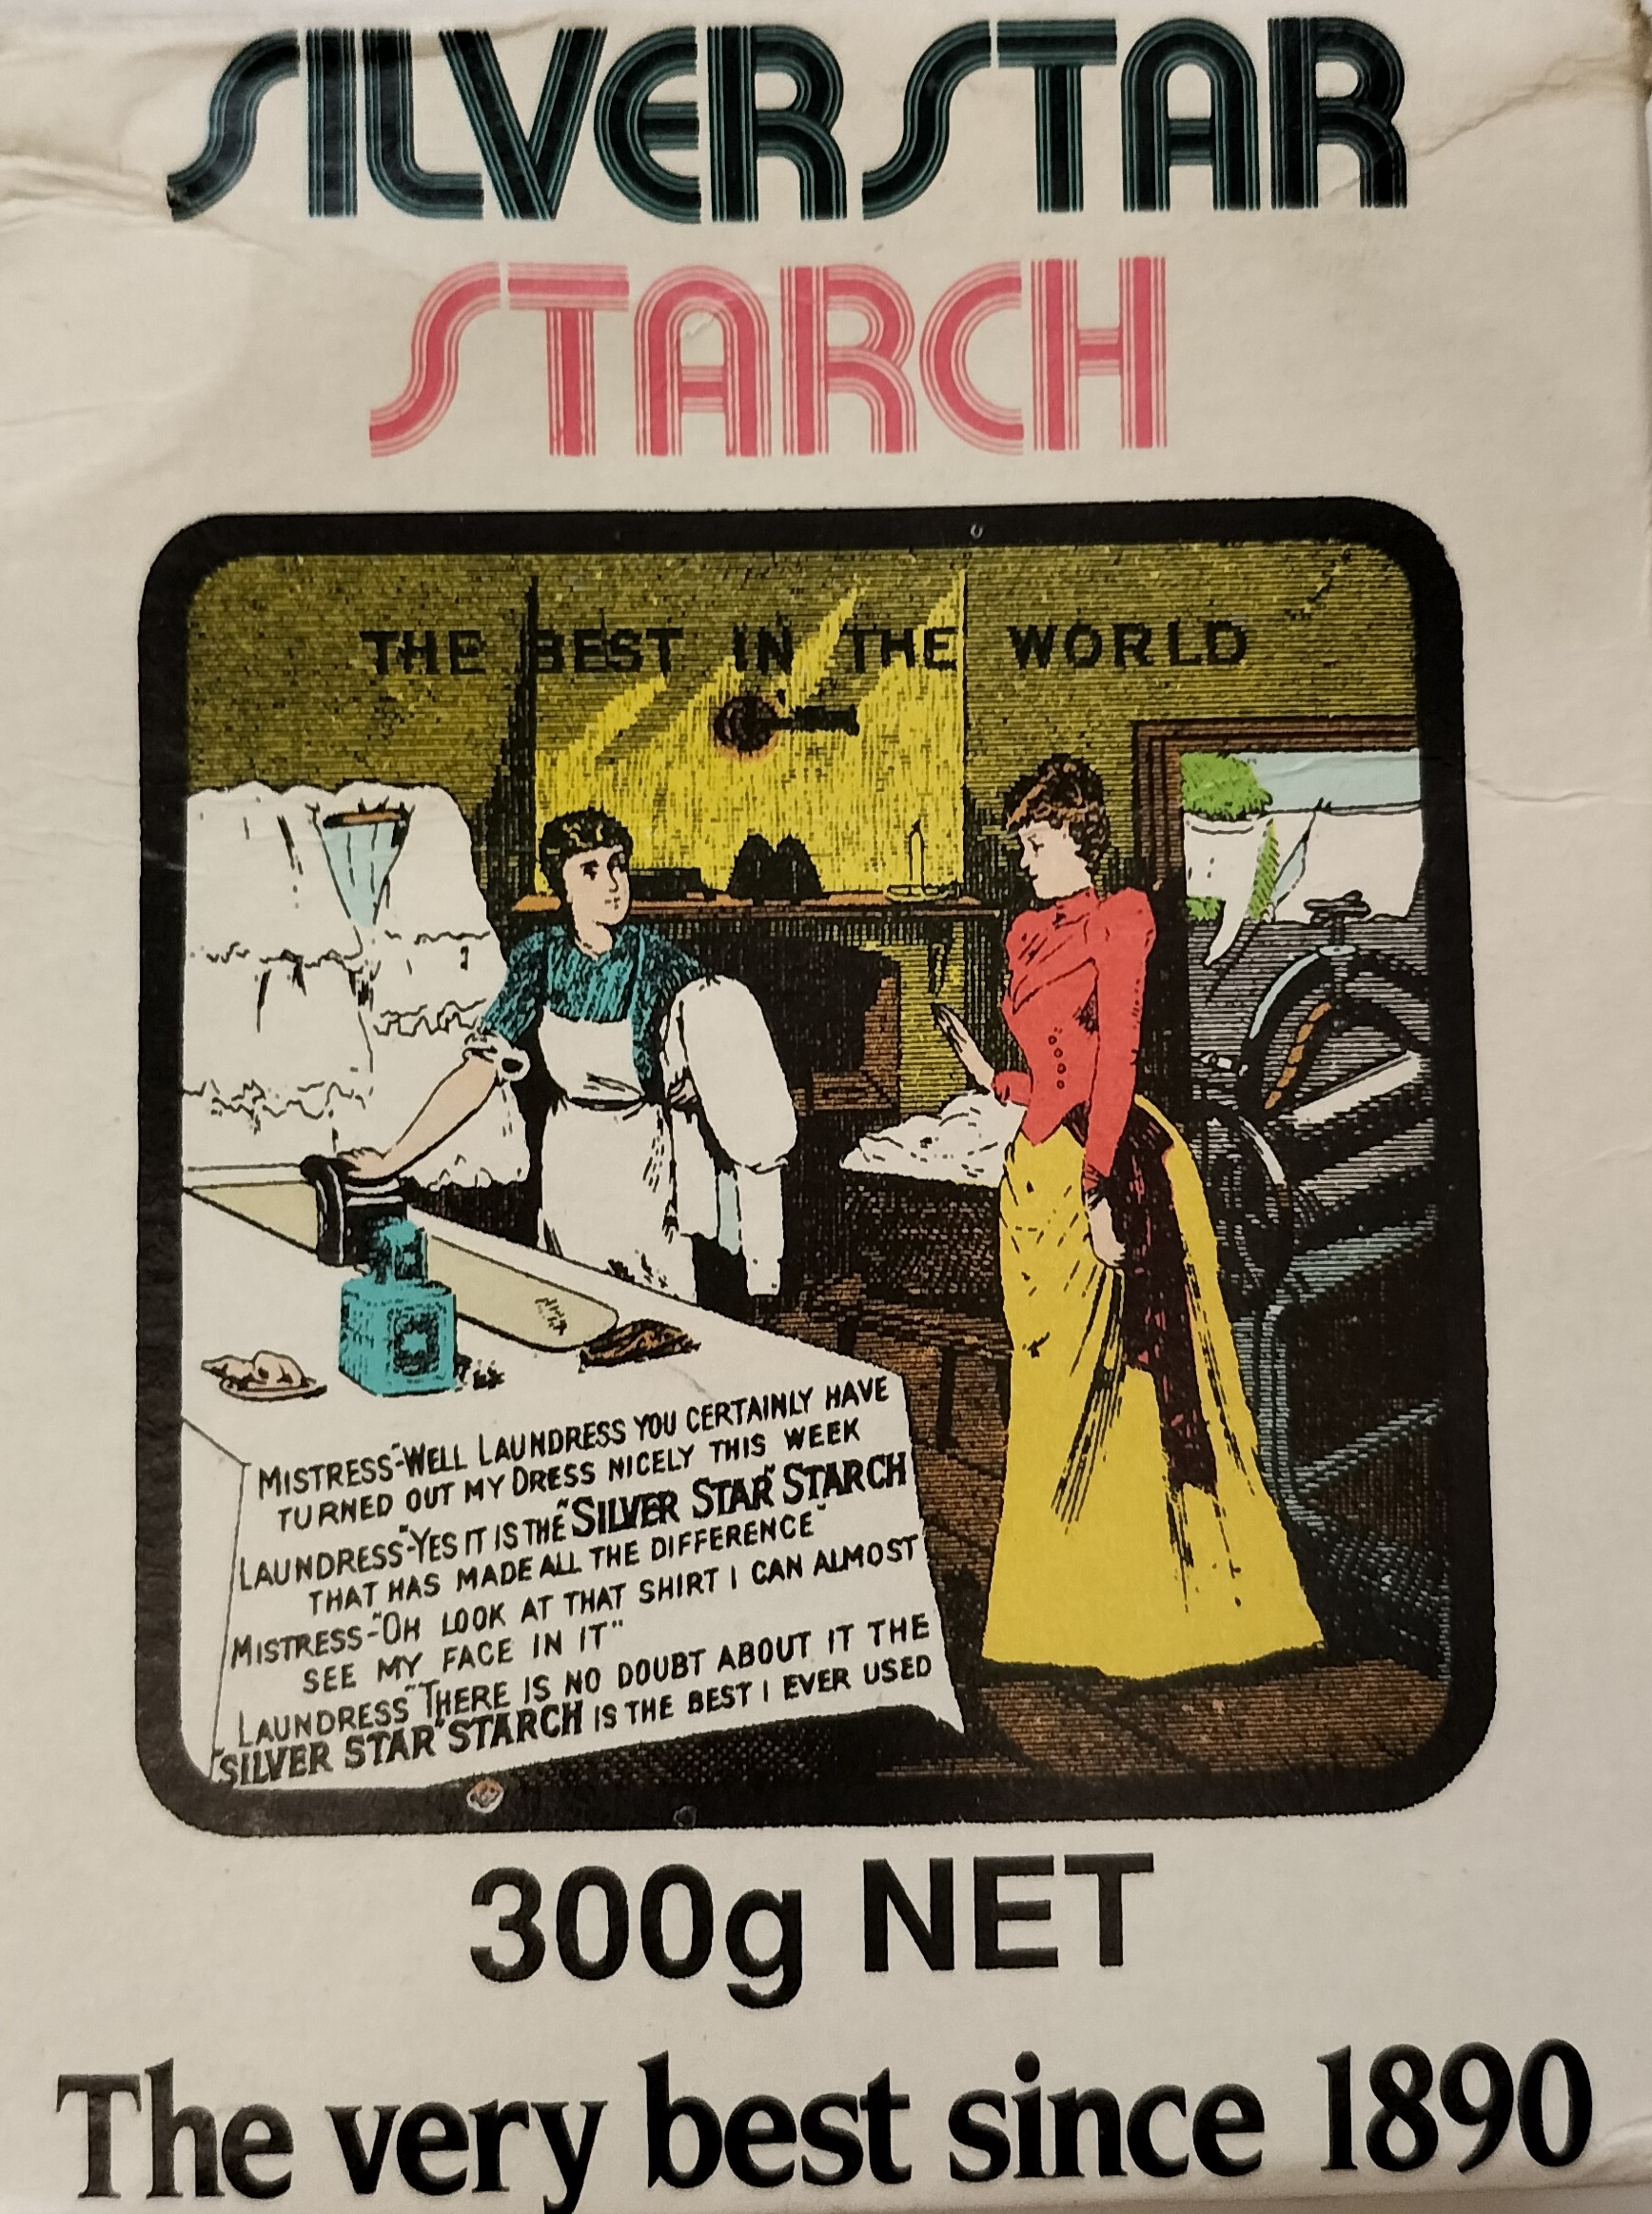 SILVER STAR
STARCH
THE BEST IN THE WORLD
MISTRESS-"WELL LAUNDRESS YOU CERTAINLY HAVE
TURNED OUT MY DRESS NICELY THIS WEEK
LAUNDRESS-"YES IT IS THE "SILVER STAR" STARCH
THAT HAS MADE ALL THE DIFFERENCE"
MISTRESS-"OH LOOK AT THAT SHIRT I CAN ALMOST
SEE MY FACE IN IT"
LAUNDRESS "THERE IS NO DOUBT ABOUT IT THE
"SILVER STAR" STARCH IS THE BEST I EVER USED
300g NET
The very best since 1890